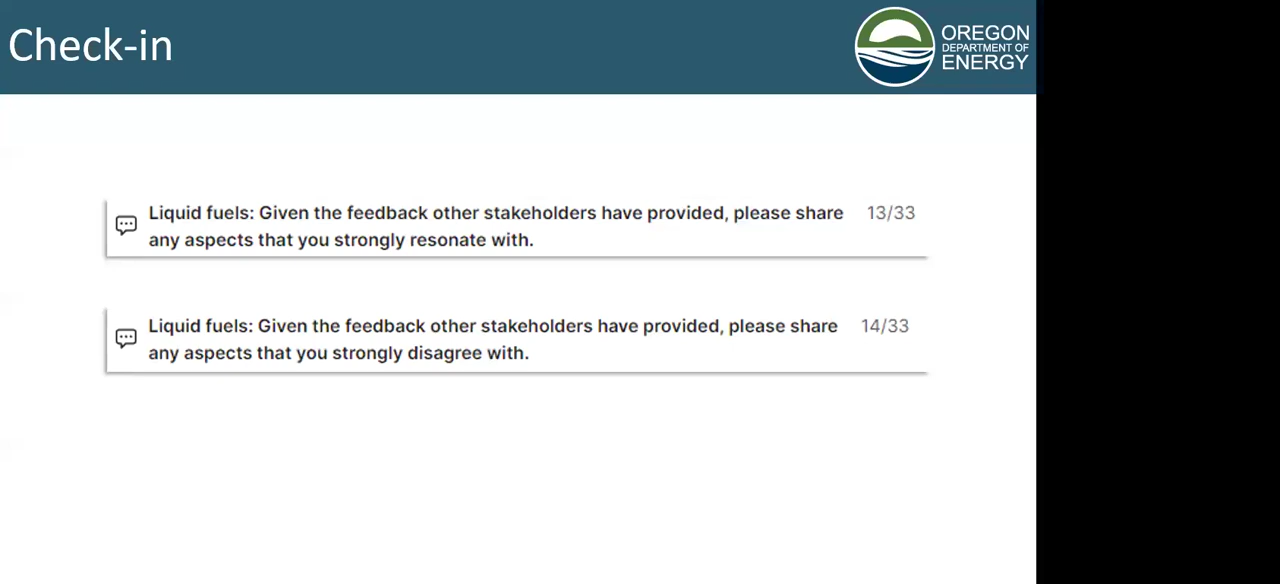 Check-in
OREGON
DEPARTMENT OF
ENERGY
Liquid fuels: Given the feedback other stakeholders have provided, please share 13/33
any aspects that you strongly resonate with.
Liquid fuels: Given the feedback other stakeholders have provided, please share 14/33
any aspects that you strongly disagree with.